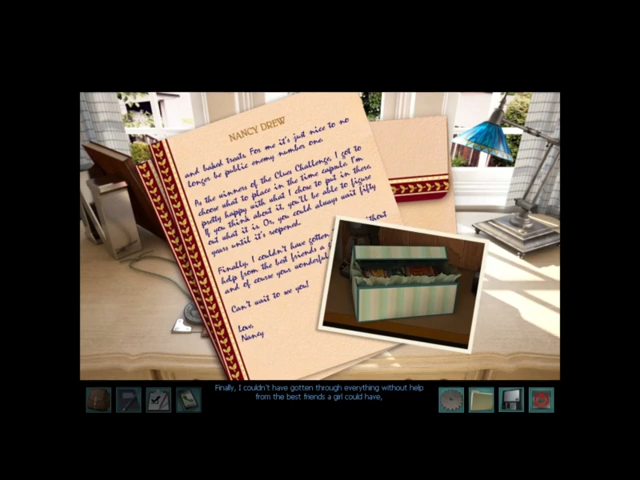 NANCY DREW
and baked treats. For me it's just nice to no
longer be public enemy number one.
As the winners of the Clues Challenge, I got to
choose what to place in the time capsule. I'm
pretty happy with what I chose to put in there.
If you think about it, you'll be able to figure
out what it is. Or, you could always wait fifty
years until it's reopened.
Finally, I couldn't have gotten 'thout
help from the best friends a
and of course your wonderful
Can't wait to see you!
Love,
Nancy
Finally, I couldn't have gotten through everything without help
from the best friends a girl could have,